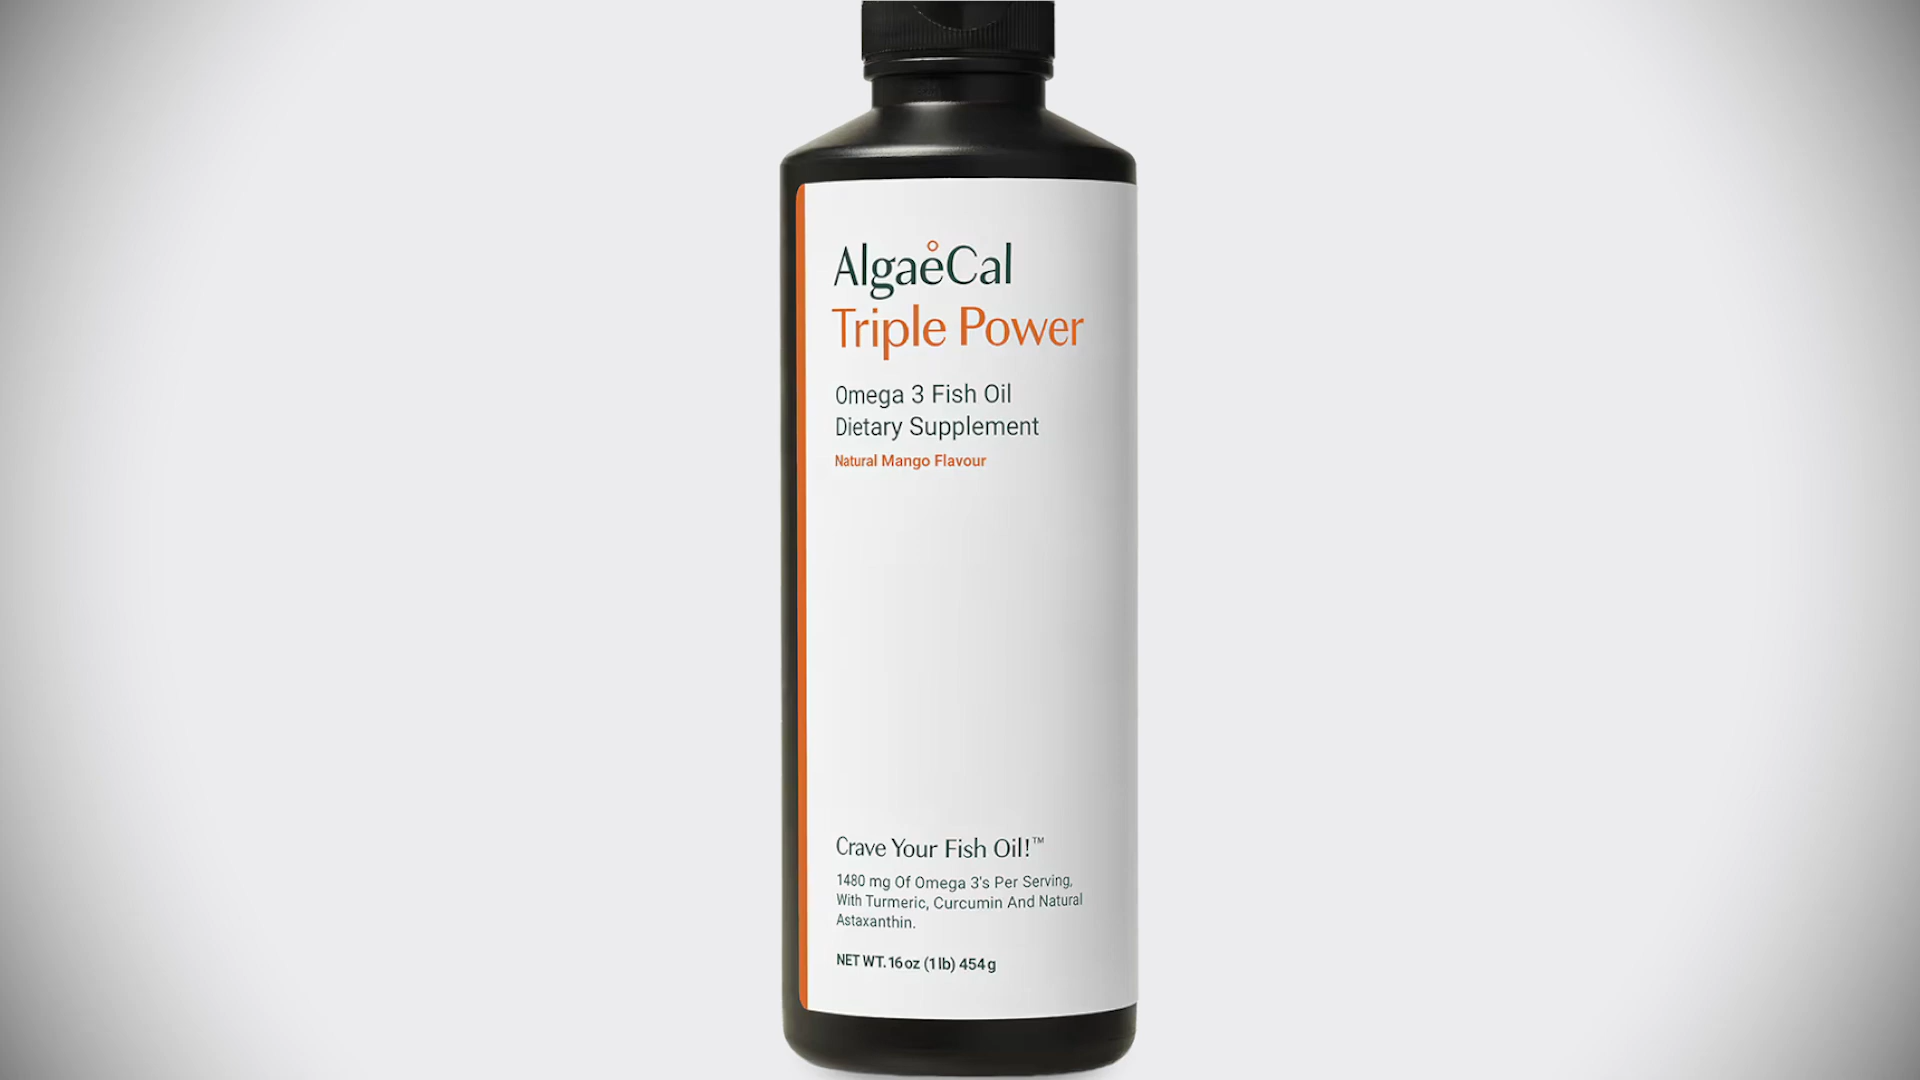 AlgaeCal
Triple Power
Omega 3 Fish Oil
Dietary Supplement
Natural Mango Flavour
Crave Your Fish Oil!™
1480 mg Of Omega 3's Per Serving,
With Turmeric, Curcumin And Natural
Astaxanthin.
NET WT. 16 oz (1 lb) 454 g